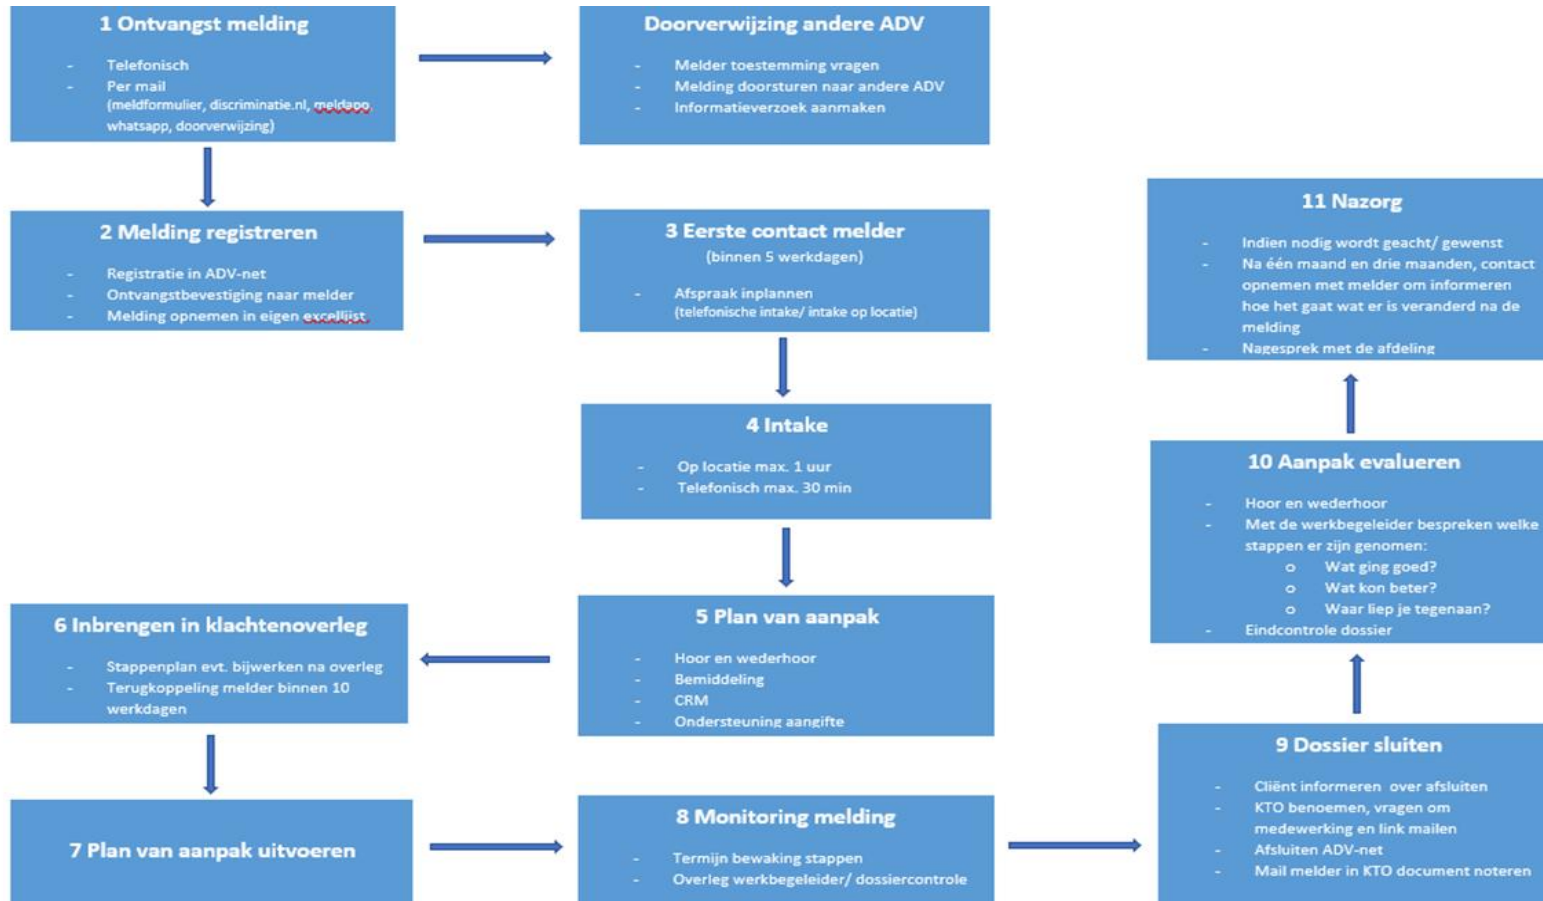 1 Ontvangst melding
- Telefonisch
- Per mail
(meldformulier, discriminatie.nl, meldapp,
whatsapp, doorverwijzing)
Doorverwijzing andere ADV
- Melder toestemming vragen
- Melding doorsturen naar andere ADV
- Informatieverzoek aanmaken
2 Melding registreren
- Registratie in ADV-net
- Ontvangstbevestiging naar melder
- Melding opnemen in eigen excellijst
3 Eerste contact melder
(binnen 5 werkdagen)
- Afspraak inplannen
(telefonische intake/ intake op locatie)
4 Intake
- Op locatie max. 1 uur
- Telefonisch max. 30 min
5 Plan van aanpak
- Hoor en wederhoor
- Bemiddeling
- CRM
- Ondersteuning aangifte
6 Inbrengen in klachtenoverleg
- Stappenplan evt. bijwerken na overleg
- Terugkoppeling melder binnen 10
werkdagen
7 Plan van aanpak uitvoeren
8 Monitoring melding
- Termijn bewaking stappen
- Overleg werkbegeleider/ dossiercontrole
9 Dossier sluiten
- Cliënt informeren over afsluiten
- KTO benoemen, vragen om
medewerking en link mailen
- Afsluiten ADV-net
- Mail melder in KTO document noteren
10 Aanpak evalueren
- Hoor en wederhoor
- Met de werkbegeleider bespreken welke
stappen er zijn genomen:
o Wat ging goed?
o Wat kon beter?
o Waar liep je tegenaan?
- Eindcontrole dossier
11 Nazorg
- Indien nodig wordt geacht/ gewenst
- Na één maand en drie maanden, contact
opnemen met melder om informeren
hoe het gaat wat er is veranderd na de
melding
- Nagesprek met de afdeling